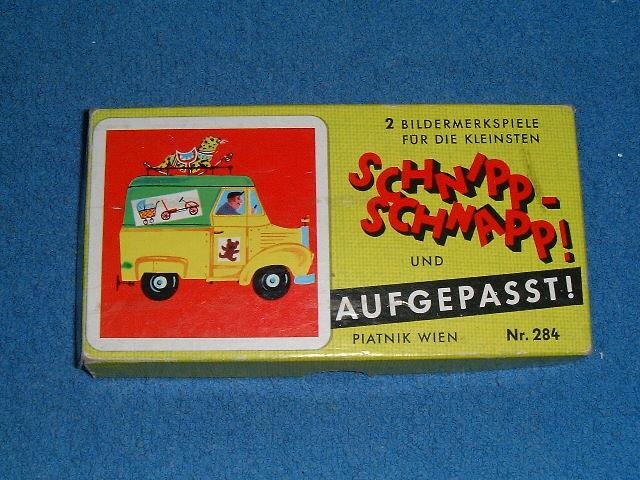 2 BILDERMERKSPIELE
FÜR DIE KLEINSTEN
SCHNIPP-
SCHNAPP!
UND
AUFGEPASST!
PIATNIK WIEN Nr. 284